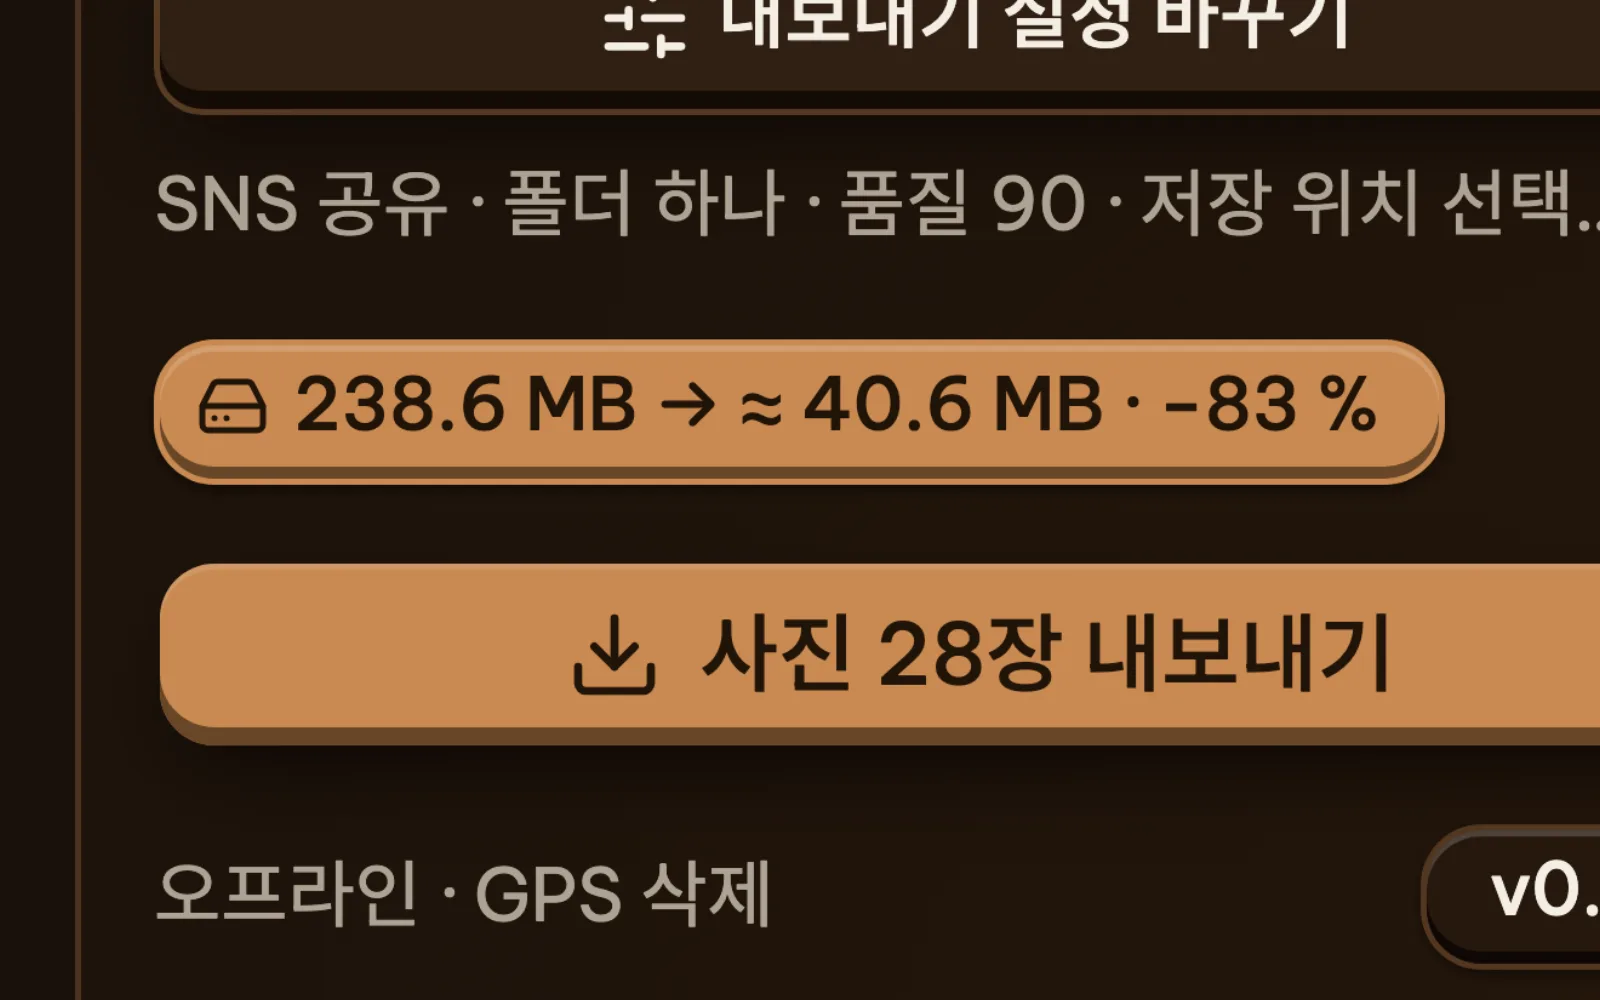 내보내기 설정 바꾸기
SNS 공유 · 폴더 하나 · 품질 90 · 저장 위치 선택..
238.6 MB → ≈ 40.6 MB · −83 %
사진 28장 내보내기
오프라인 · GPS 삭제
v0.